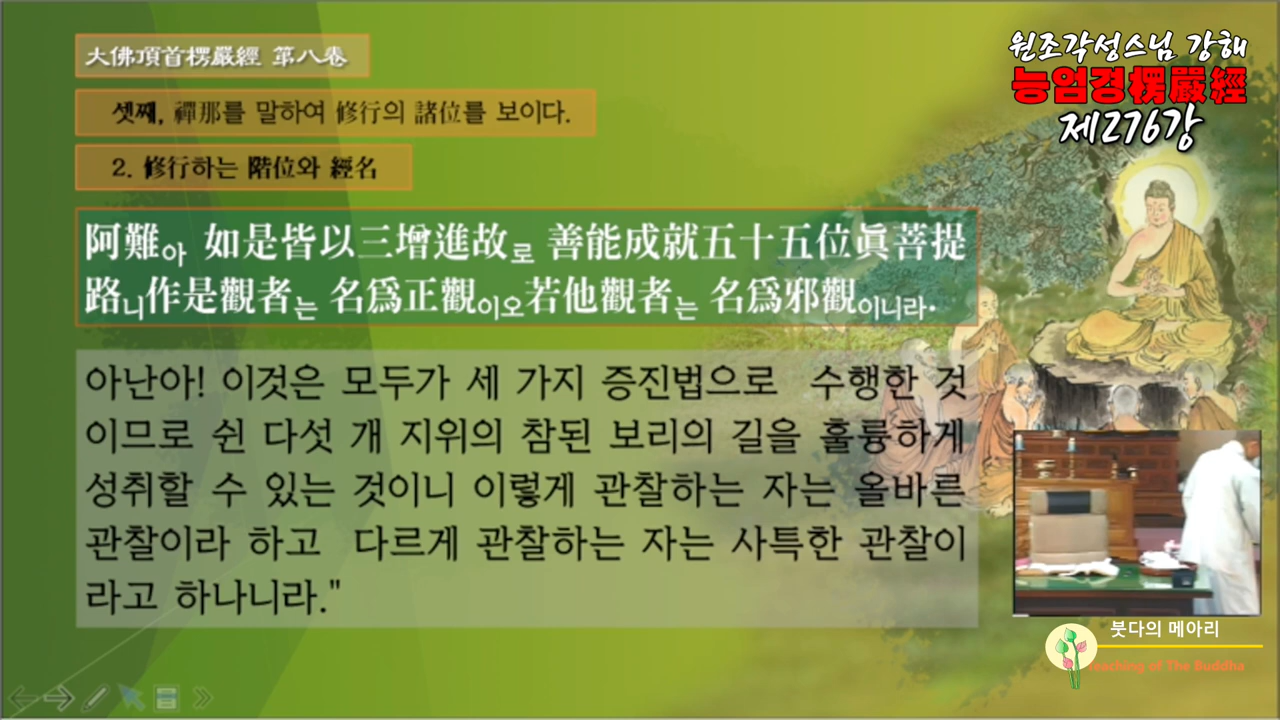 大佛頂首楞嚴經 第八卷
셋째, 禪那를 말하여 修行의 諸位를 보이다.
2. 修行하는 階位와 經名
阿難아 如是皆以三增進故로 善能成就五十五位眞菩提
路니作是觀者는 名爲正觀이오若他觀者는 名爲邪觀이니라.
아난아! 이것은 모두가 세 가지 증진법으로 수행한 것
이므로 쉰 다섯 개 지위의 참된 보리의 길을 훌륭하게
성취할 수 있는 것이니 이렇게 관찰하는 자는 올바른
관찰이라 하고 다르게 관찰하는 자는 사특한 관찰이
라고 하나니라."
원조각성스님 강해
능엄경楞嚴經
제276강
붓다의 메아리
Teaching of The Buddha